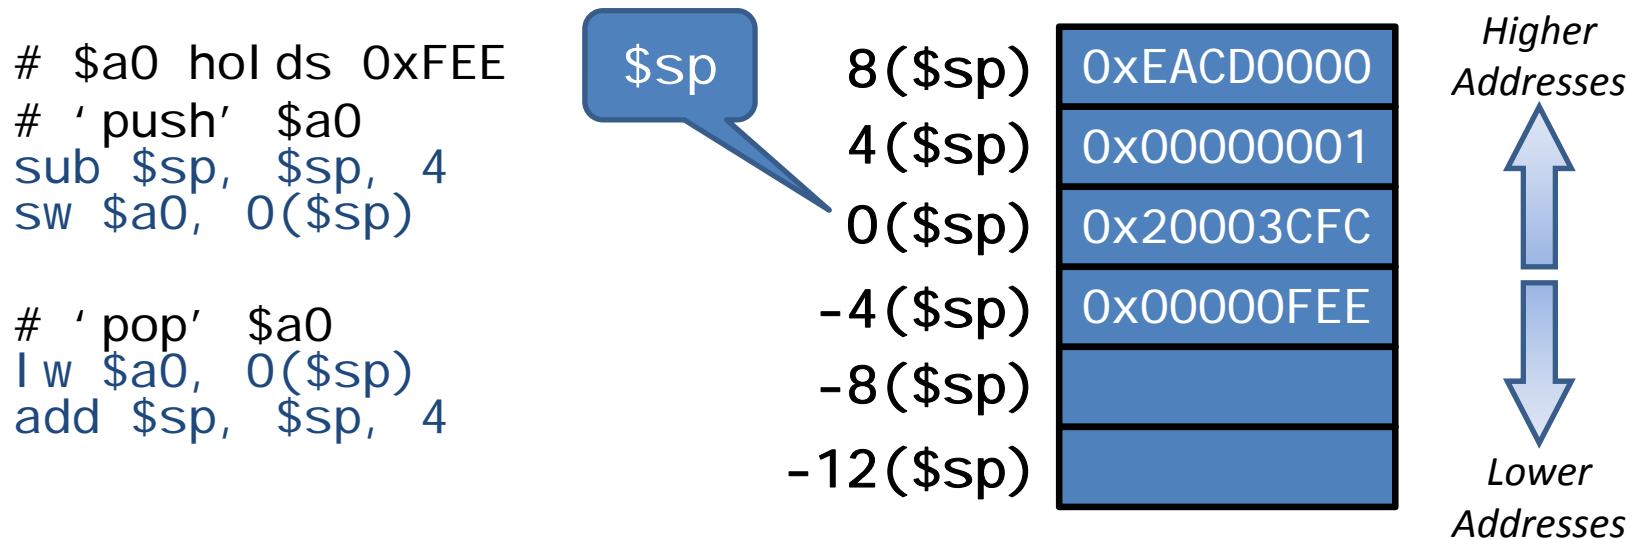 # $a0 holds 0xFEE
# ‘push’ $a0
sub $sp, $sp, 4
sw $a0, 0($sp)
# ‘pop’ $a0
lw $a0, 0($sp)
add $sp, $sp, 4
$sp
8($sp) 0xEACD0000
4($sp) 0x00000001
0($sp) 0x20003CFC
-4($sp) 0x00000FEE
-8($sp)
-12($sp)
Higher
Addresses
Lower
Addresses